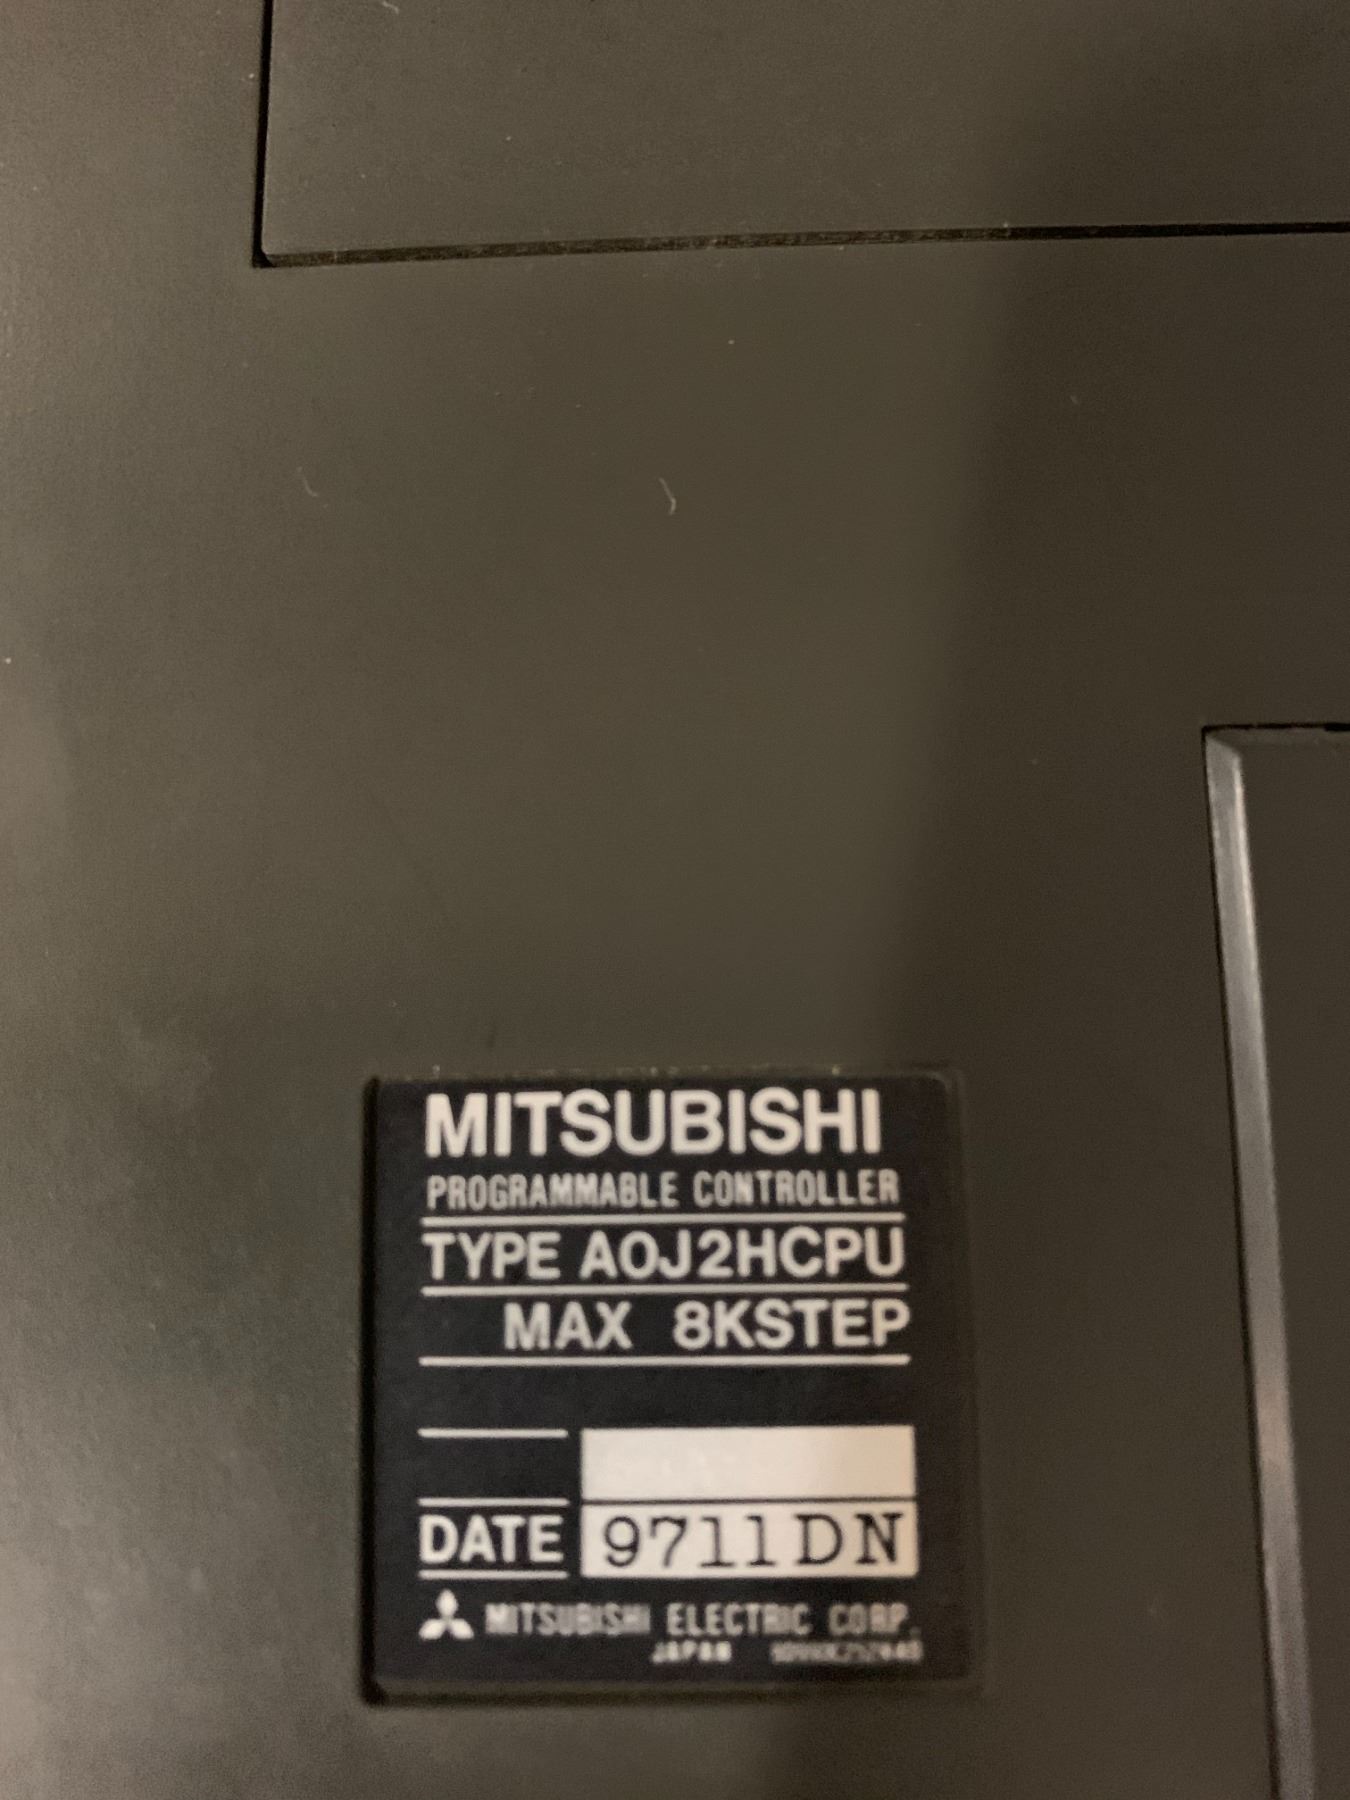 MITSUBISHI
PROGRAMMABLE CONTROLLER
TYPE A0J2HCPU
MAX 8KSTEP
DATE 9711DN
MITSUBISHI ELECTRIC CORP.
JAPAN